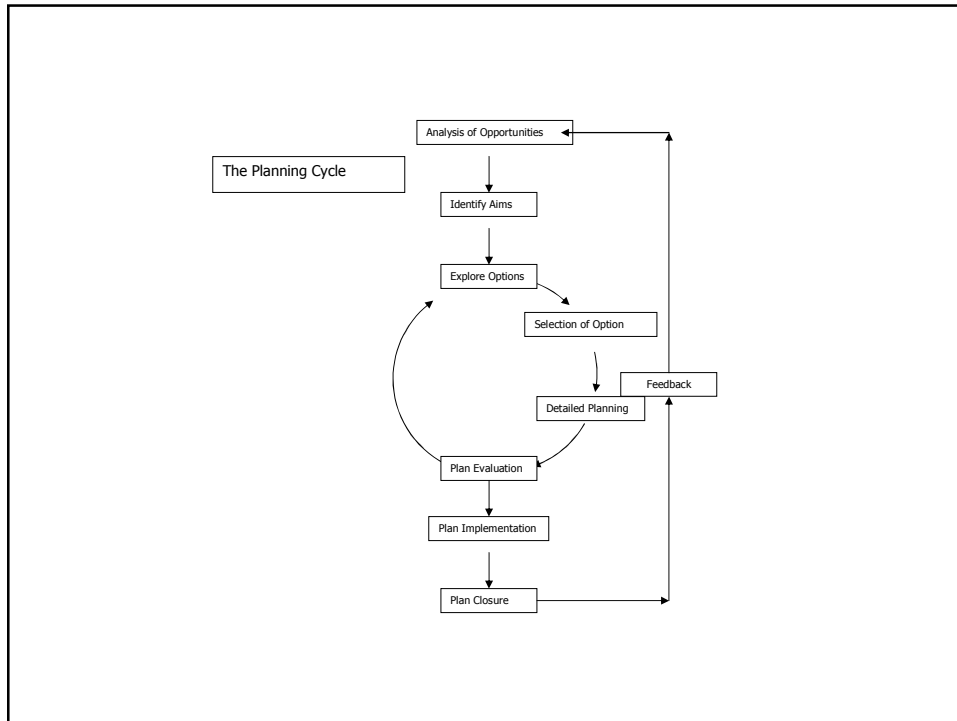 Analysis of Opportunities
The Planning Cycle
Identify Aims
Explore Options
Selection of Option
Feedback
Detailed Planning
Plan Evaluation
Plan Implementation
Plan Closure